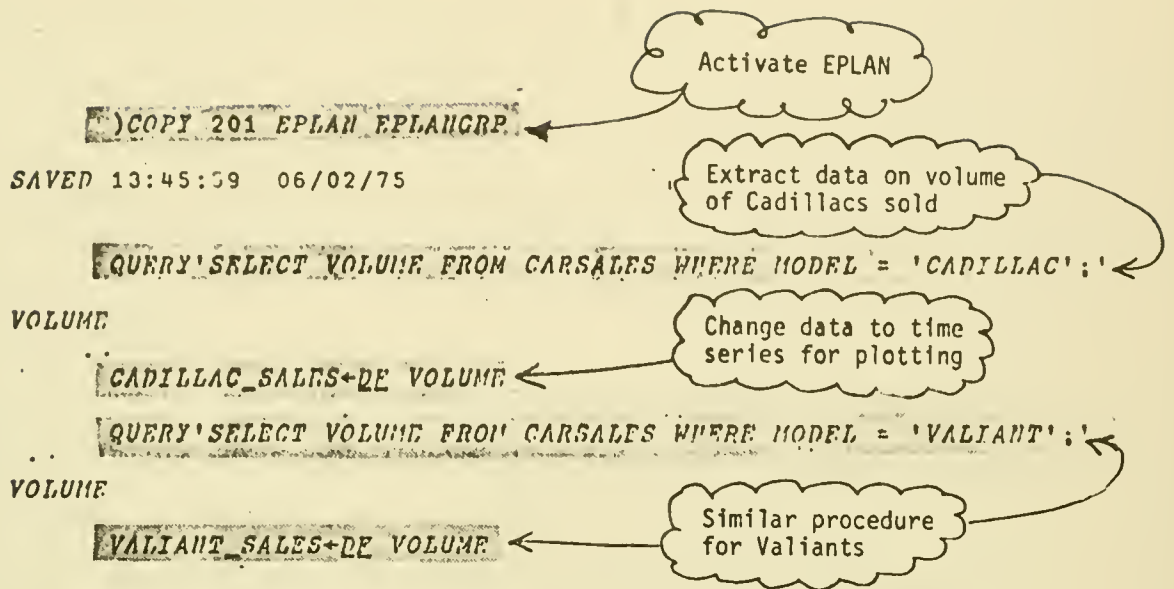 Activate EPLAN
)COPY 201 EPLAN EPLANGRP
SAVED 13:45:59 06/02/75
Extract data on volume
of Cadillacs sold
QUERY'SELECT VOLUME FROM CARSALES WHERE MODEL = 'CADILLAC';'
VOLUME
Change data to time
series for plotting
CADILLAC_SALES←DF VOLUME
QUERY'SELECT VOLUME FROM CARSALES WHERE MODEL = 'VALIANT';'
VOLUME
Similar procedure
for Valiants
VALIANT_SALES←DF VOLUME